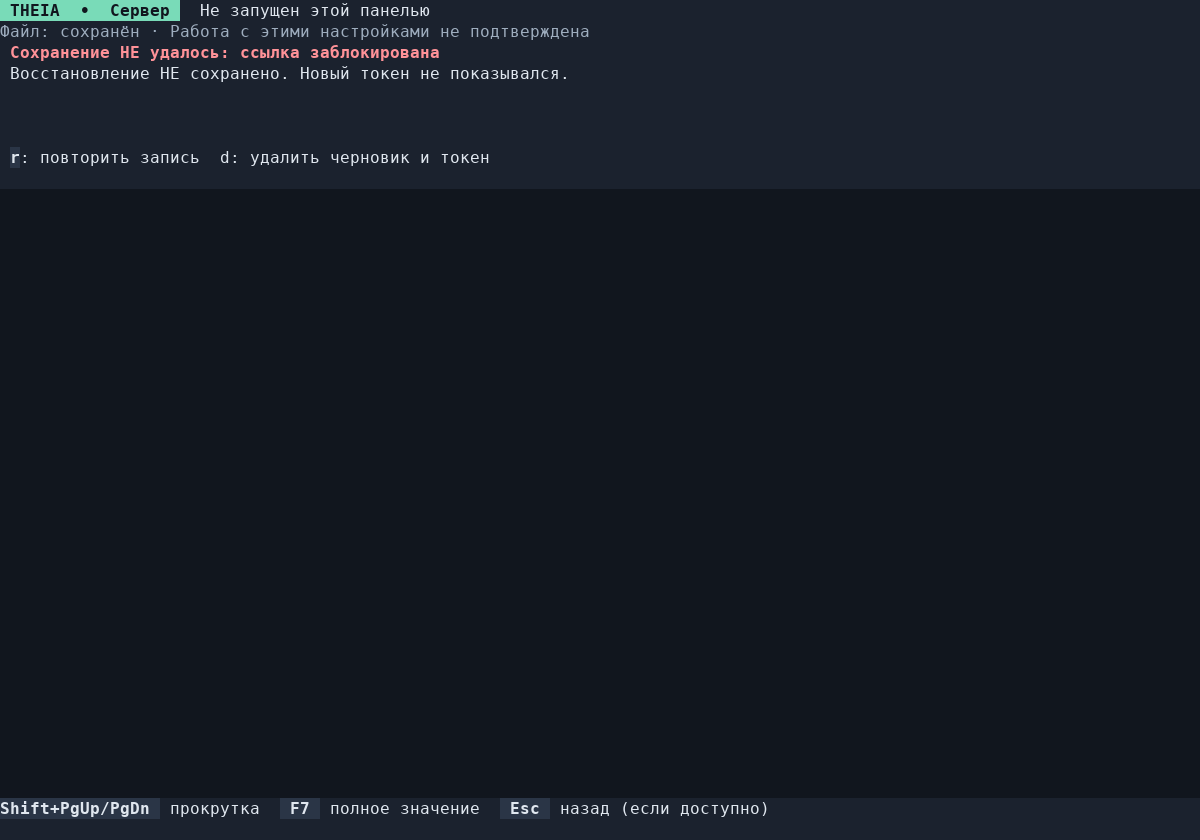 THEIA • Сервер Не запущен этой панелью
Файл: сохранён · Работа с этими настройками не подтверждена
Сохранение НЕ удалось: ссылка заблокирована
Восстановление НЕ сохранено. Новый токен не показывался.
r: повторить запись d: удалить черновик и токен
Shift+PgUp/PgDn прокрутка F7 полное значение Esc назад (если доступно)